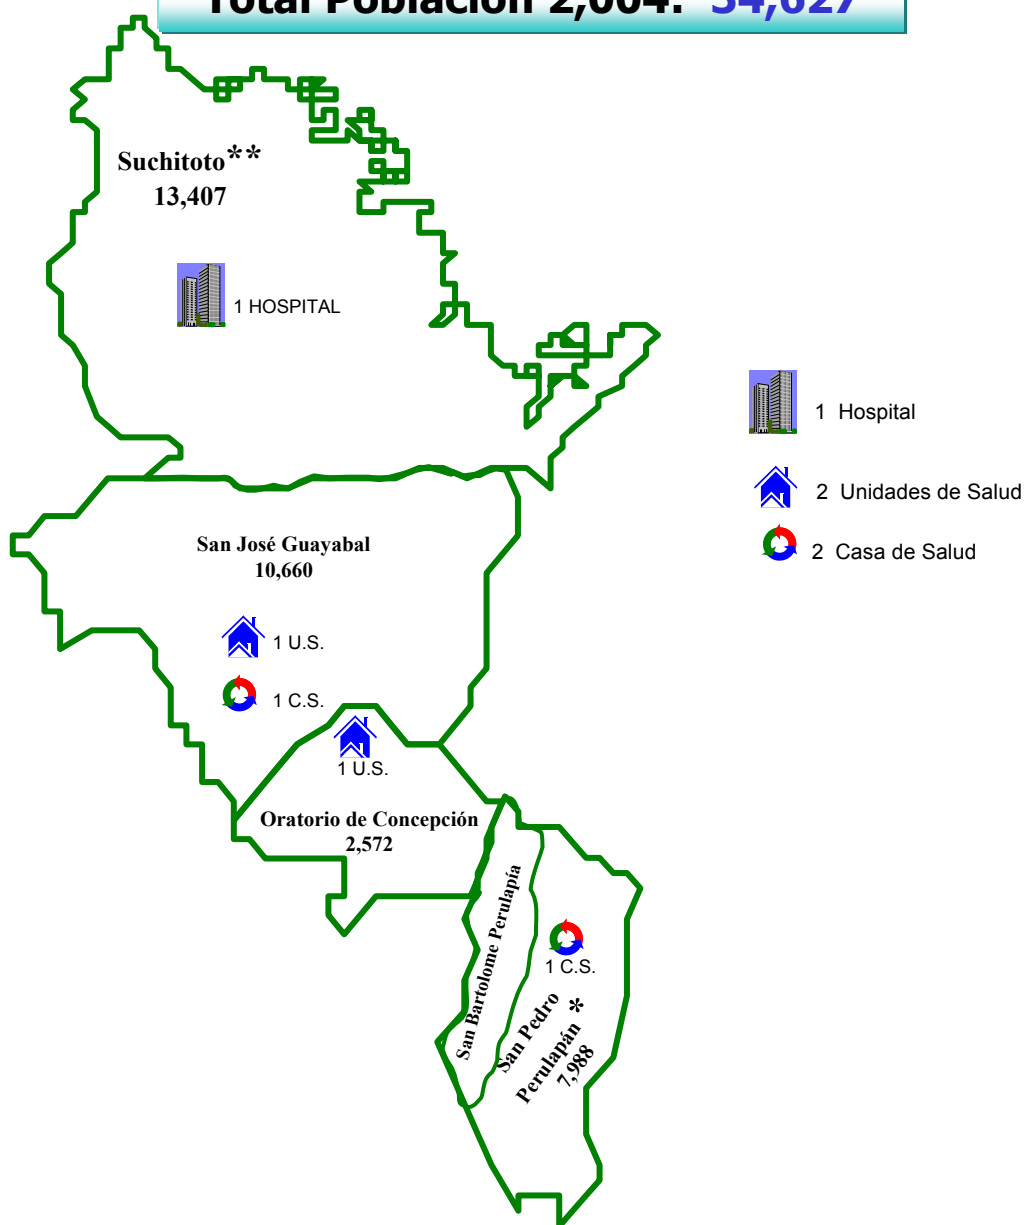 Total Población 2,004: 34,627
Suchitoto**
13,407
1 HOSPITAL
1 Hospital
2 Unidades de Salud
2 Casa de Salud
San José Guayabal
10,660
1 U.S.
1 C.S.
1 U.S.
Oratorio de Concepción
2,572
San Bartolome Perulapía
1 C.S.
San Pedro
Perulapán *
7,988